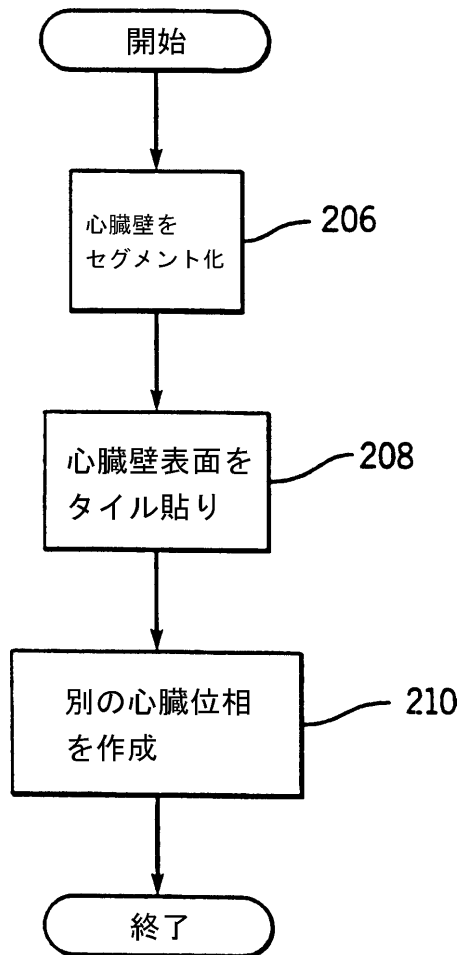 開始
心臓壁を
セグメント化
206
心臓壁表面を
タイル貼り
208
別の心臓位相
を作成
210
終了